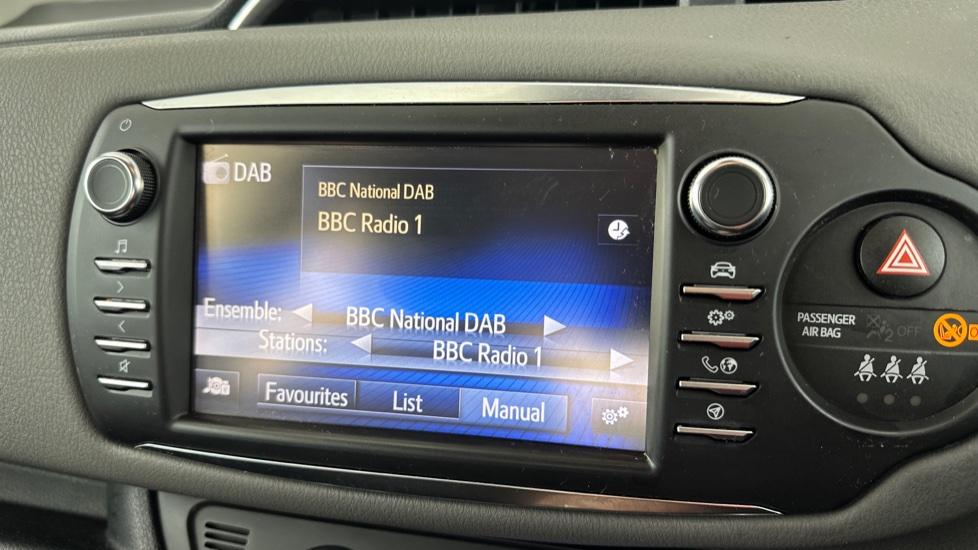 DAB
BBC National DAB
BBC Radio 1
Ensemble: BBC National DAB
Stations: BBC Radio 1
Favourites List Manual
PASSENGER
AIR BAG
2 OFF